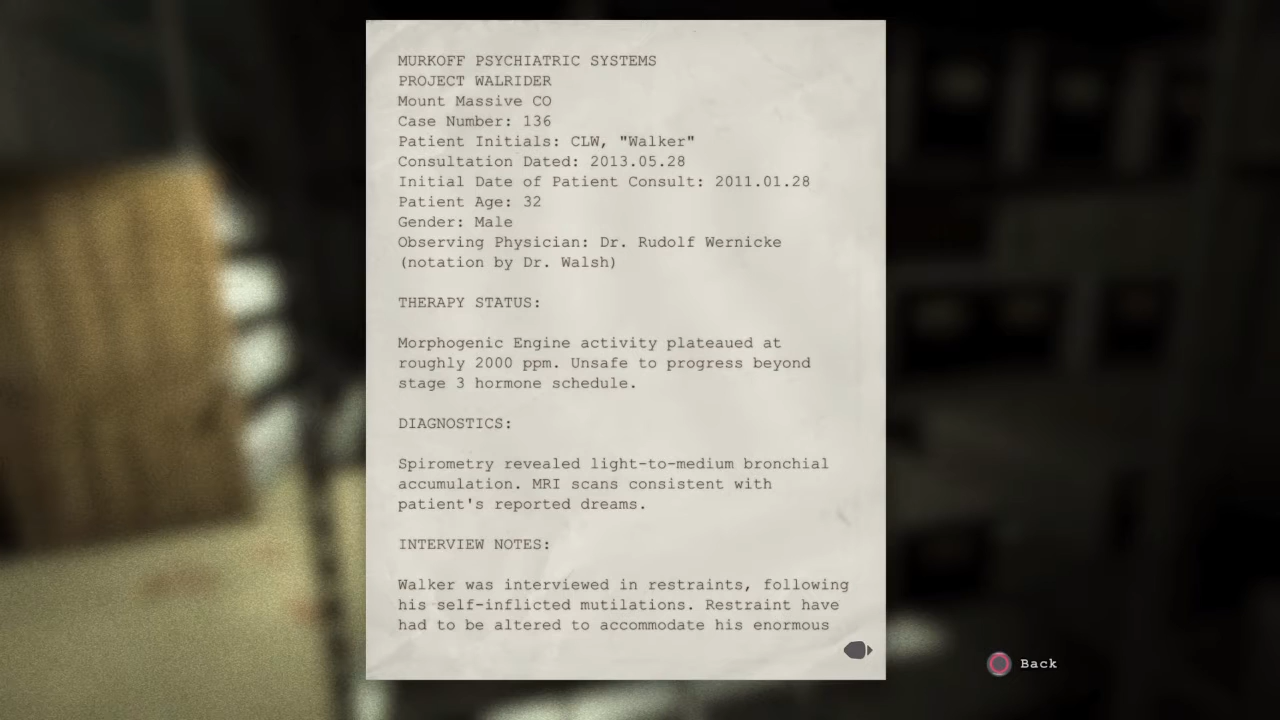 MURKOFF PSYCHIATRIC SYSTEMS
PROJECT WALRIDER
Mount Massive CO
Case Number: 136
Patient Initials: CLW, "Walker"
Consultation Dated: 2013.05.28
Initial Date of Patient Consult: 2011.01.28
Patient Age: 32
Gender: Male
Observing Physician: Dr. Rudolf Wernicke
(notation by Dr. Walsh)
THERAPY STATUS:
Morphogenic Engine activity plateaued at
roughly 2000 ppm. Unsafe to progress beyond
stage 3 hormone schedule.
DIAGNOSTICS:
Spirometry revealed light-to-medium bronchial
accumulation. MRI scans consistent with
patient's reported dreams.
INTERVIEW NOTES:
Walker was interviewed in restraints, following
his self-inflicted mutilations. Restraint have
had to be altered to accommodate his enormous
Back